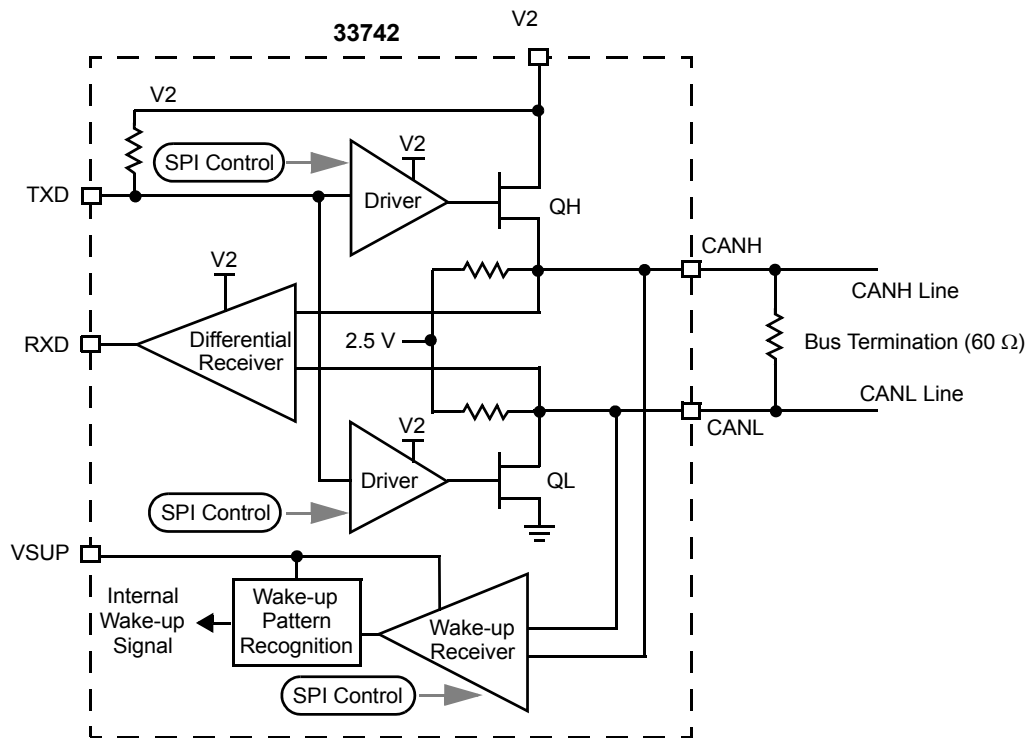 33742
V2
V2
SPI Control
V2
Driver
TXD
QH
CANH
V2
CANH Line
Differential
Receiver
RXD
2.5 V
Bus Termination (60 Ω)
CANL Line
V2
CANL
Driver
QL
SPI Control
VSUP
Internal
Wake-up
Signal
Wake-up
Pattern
Recognition
Wake-up
Receiver
SPI Control